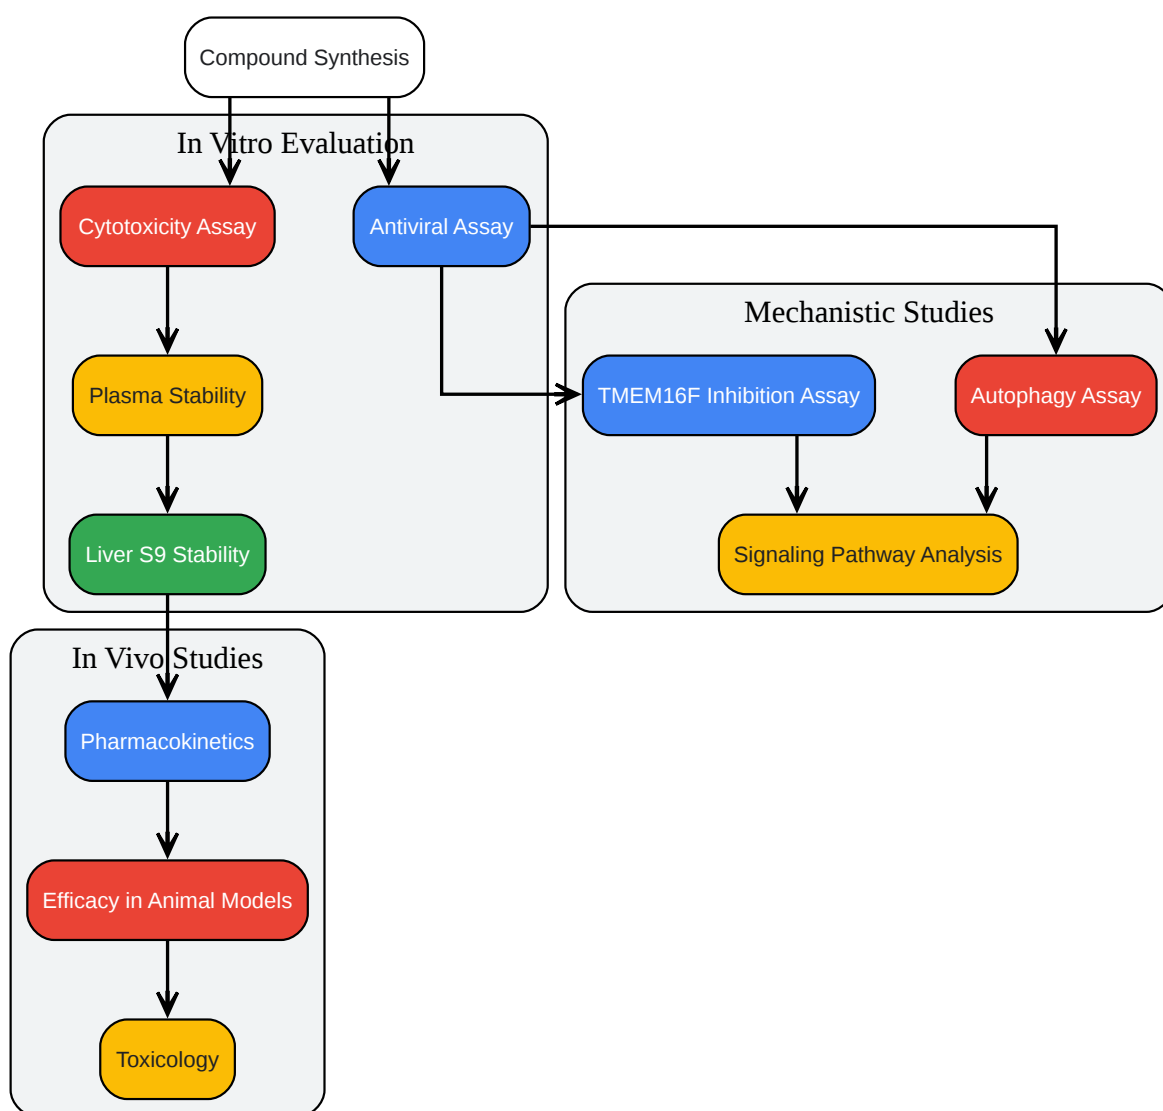 Compound Synthesis
In Vitro Evaluation
Cytotoxicity Assay
Antiviral Assay
Mechanistic Studies
Plasma Stability
TMEM16F Inhibition Assay
Autophagy Assay
Liver S9 Stability
Signaling Pathway Analysis
In Vivo Studies
Pharmacokinetics
Efficacy in Animal Models
Toxicology